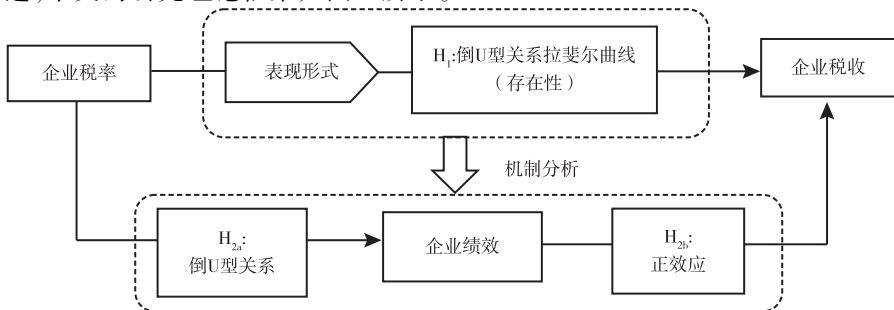 企业税率
表现形式
H₁:倒U型关系拉斐尔曲线
（存在性）
企业税收
机制分析
H₂ₐ:
倒U型关系
企业绩效
H₂b:
正效应